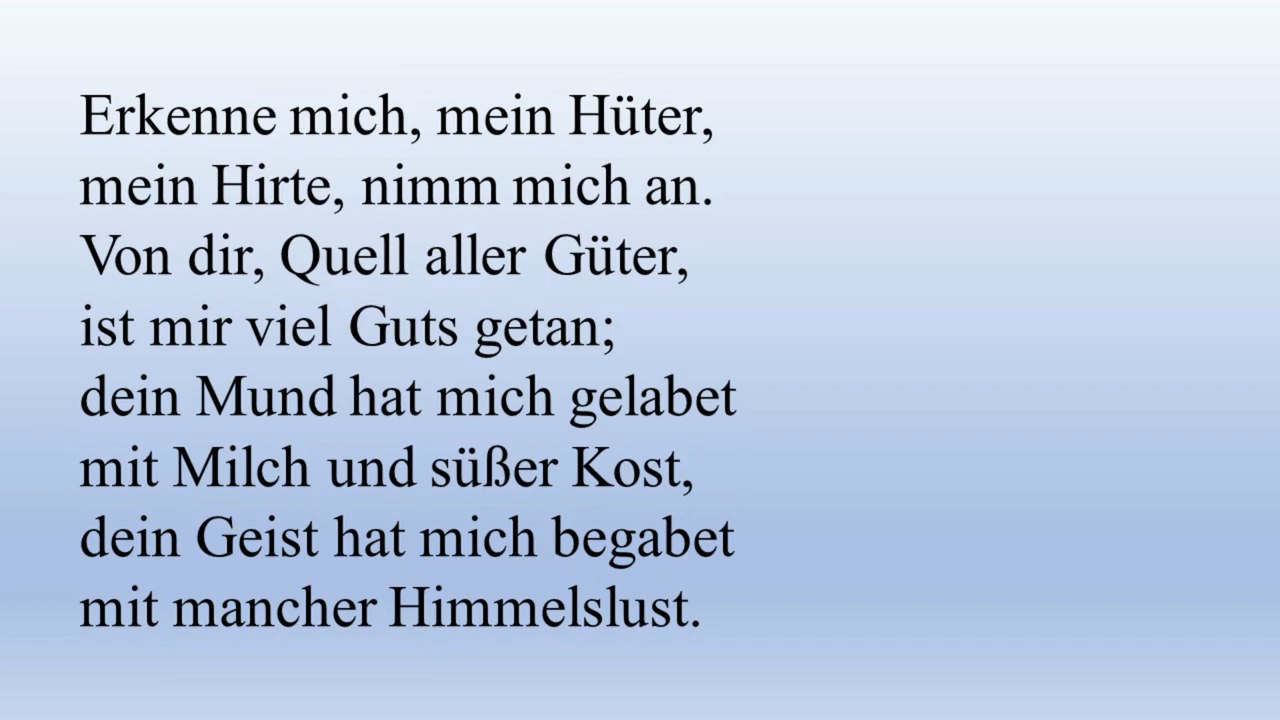 Erkenne mich, mein Hüter,
mein Hirte, nimm mich an.
Von dir, Quell aller Güter,
ist mir viel Guts getan;
dein Mund hat mich gelabet
mit Milch und süßer Kost,
dein Geist hat mich begabet
mit mancher Himmelslust.